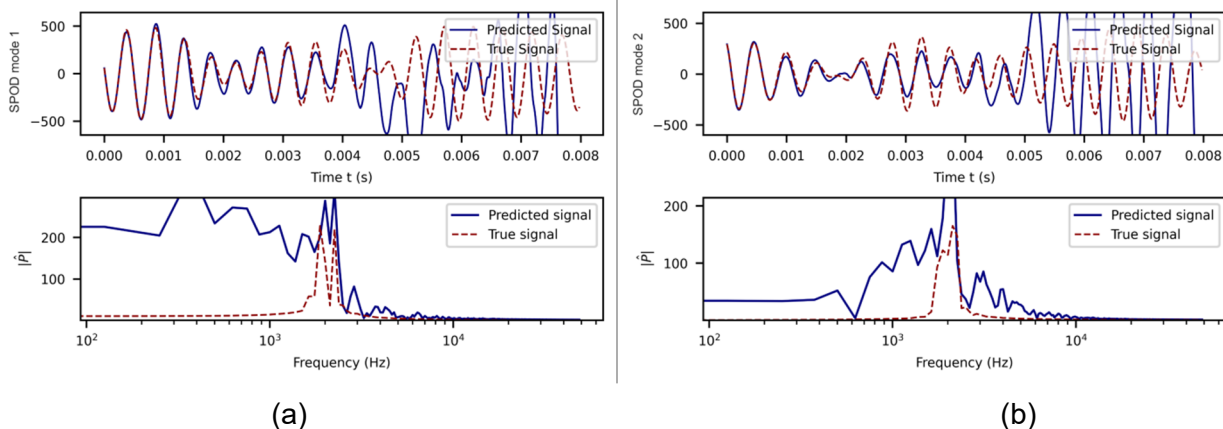 SPOD mode 1
500
0
−500
Predicted Signal
True Signal
0.000 0.001 0.002 0.003 0.004 0.005 0.006 0.007 0.008
Time t (s)
|P̂|
200
100
Predicted signal
True signal
10² 10³ 10⁴
Frequency (Hz)
(a)
SPOD mode 2
500
0
−500
Predicted Signal
True Signal
0.000 0.001 0.002 0.003 0.004 0.005 0.006 0.007 0.008
Time t (s)
|P̂|
200
100
Predicted signal
True signal
10² 10³ 10⁴
Frequency (Hz)
(b)